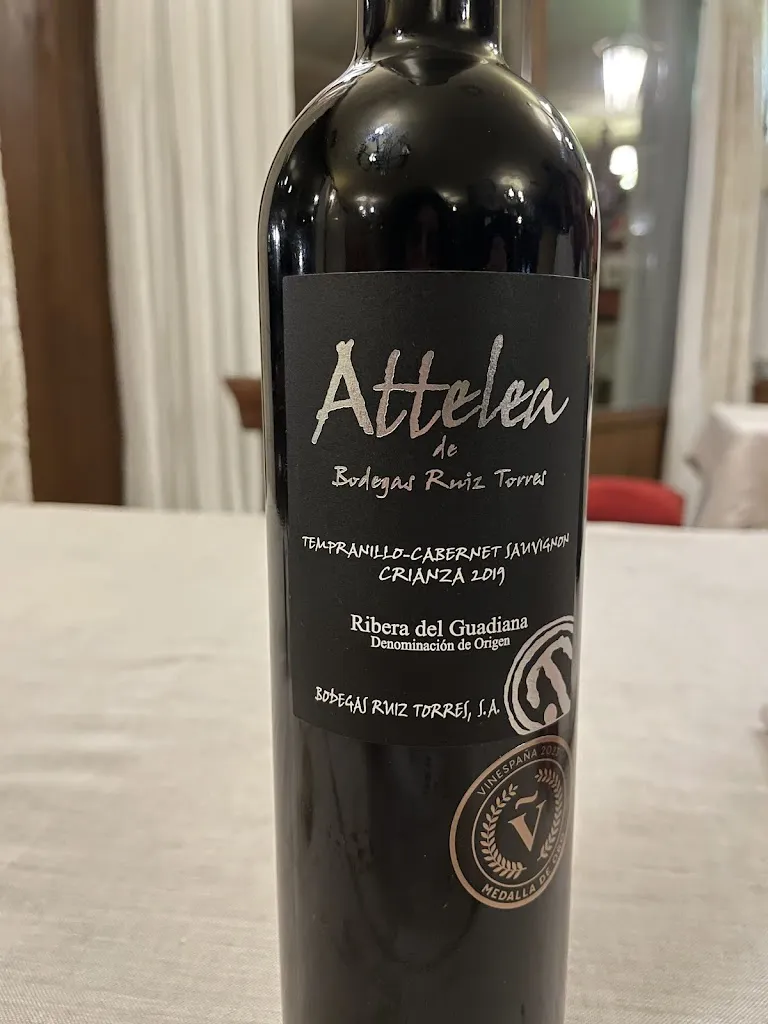 Attelea
de
Bodegas Ruiz Torres
TEMPRANILLO-CABERNET SAUVIGNON
CRIANZA 2019
Ribera del Guadiana
Denominación de Origen
BODEGAS RUIZ TORRES, S.A.
VINESPAÑA
Ṽ
MEDALLA DE ORO